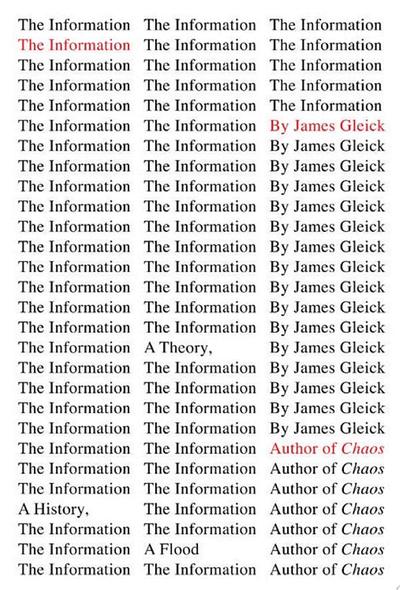 The Information The Information The Information
The Information The Information The Information
The Information The Information The Information
The Information The Information The Information
The Information The Information The Information
The Information The Information By James Gleick
The Information The Information By James Gleick
The Information The Information By James Gleick
The Information The Information By James Gleick
The Information The Information By James Gleick
The Information The Information By James Gleick
The Information The Information By James Gleick
The Information The Information By James Gleick
The Information The Information By James Gleick
The Information The Information By James Gleick
The Information The Information By James Gleick
The Information A Theory, By James Gleick
The Information The Information By James Gleick
The Information The Information By James Gleick
The Information The Information By James Gleick
The Information The Information By James Gleick
The Information The Information Author of Chaos
The Information The Information Author of Chaos
The Information The Information Author of Chaos
A History, The Information Author of Chaos
The Information The Information Author of Chaos
The Information A Flood Author of Chaos
The Information The Information Author of Chaos